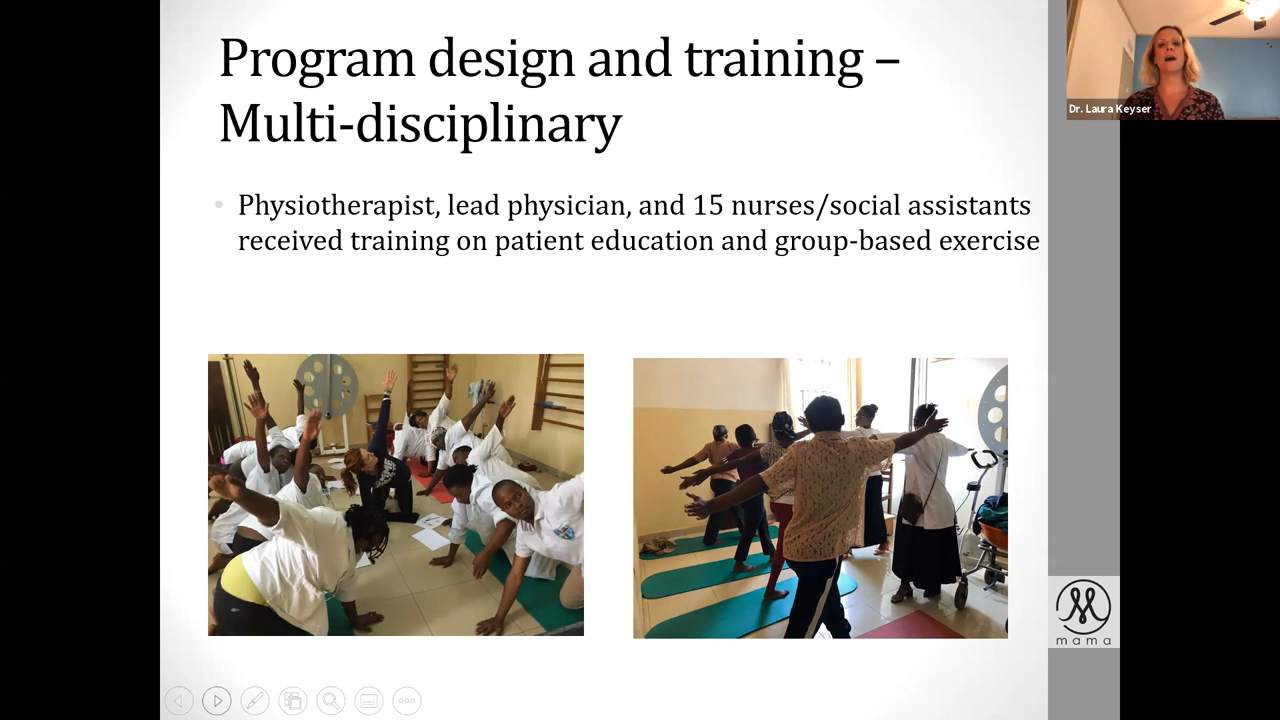 Program design and training –
Multi-disciplinary
Physiotherapist, lead physician, and 15 nurses/social assistants
received training on patient education and group-based exercise
Dr. Laura Keyser
mama